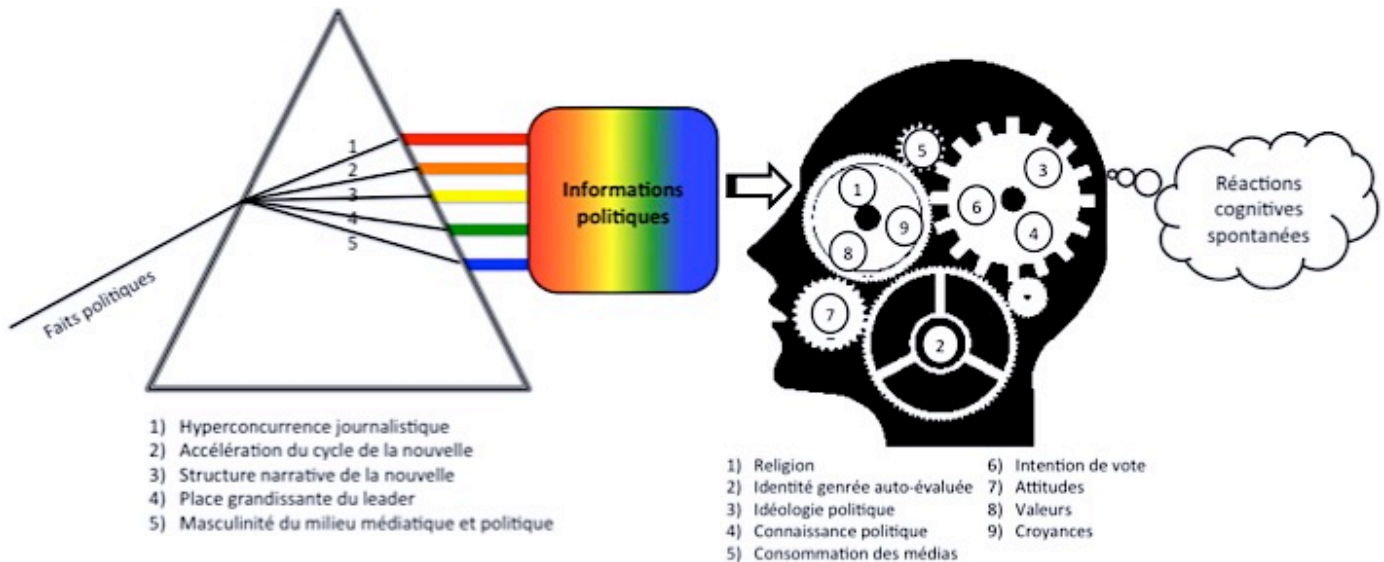 Faits politiques
1
2
3
4
5
Informations
politiques
1) Hyperconcurrence journalistique
2) Accélération du cycle de la nouvelle
3) Structure narrative de la nouvelle
4) Place grandissante du leader
5) Masculinité du milieu médiatique et politique
5
1
3
6
9
4
8
7
2
Réactions
cognitives
spontanées
1) Religion
2) Identité genrée auto-évaluée
3) Idéologie politique
4) Connaissance politique
5) Consommation des médias
6) Intention de vote
7) Attitudes
8) Valeurs
9) Croyances